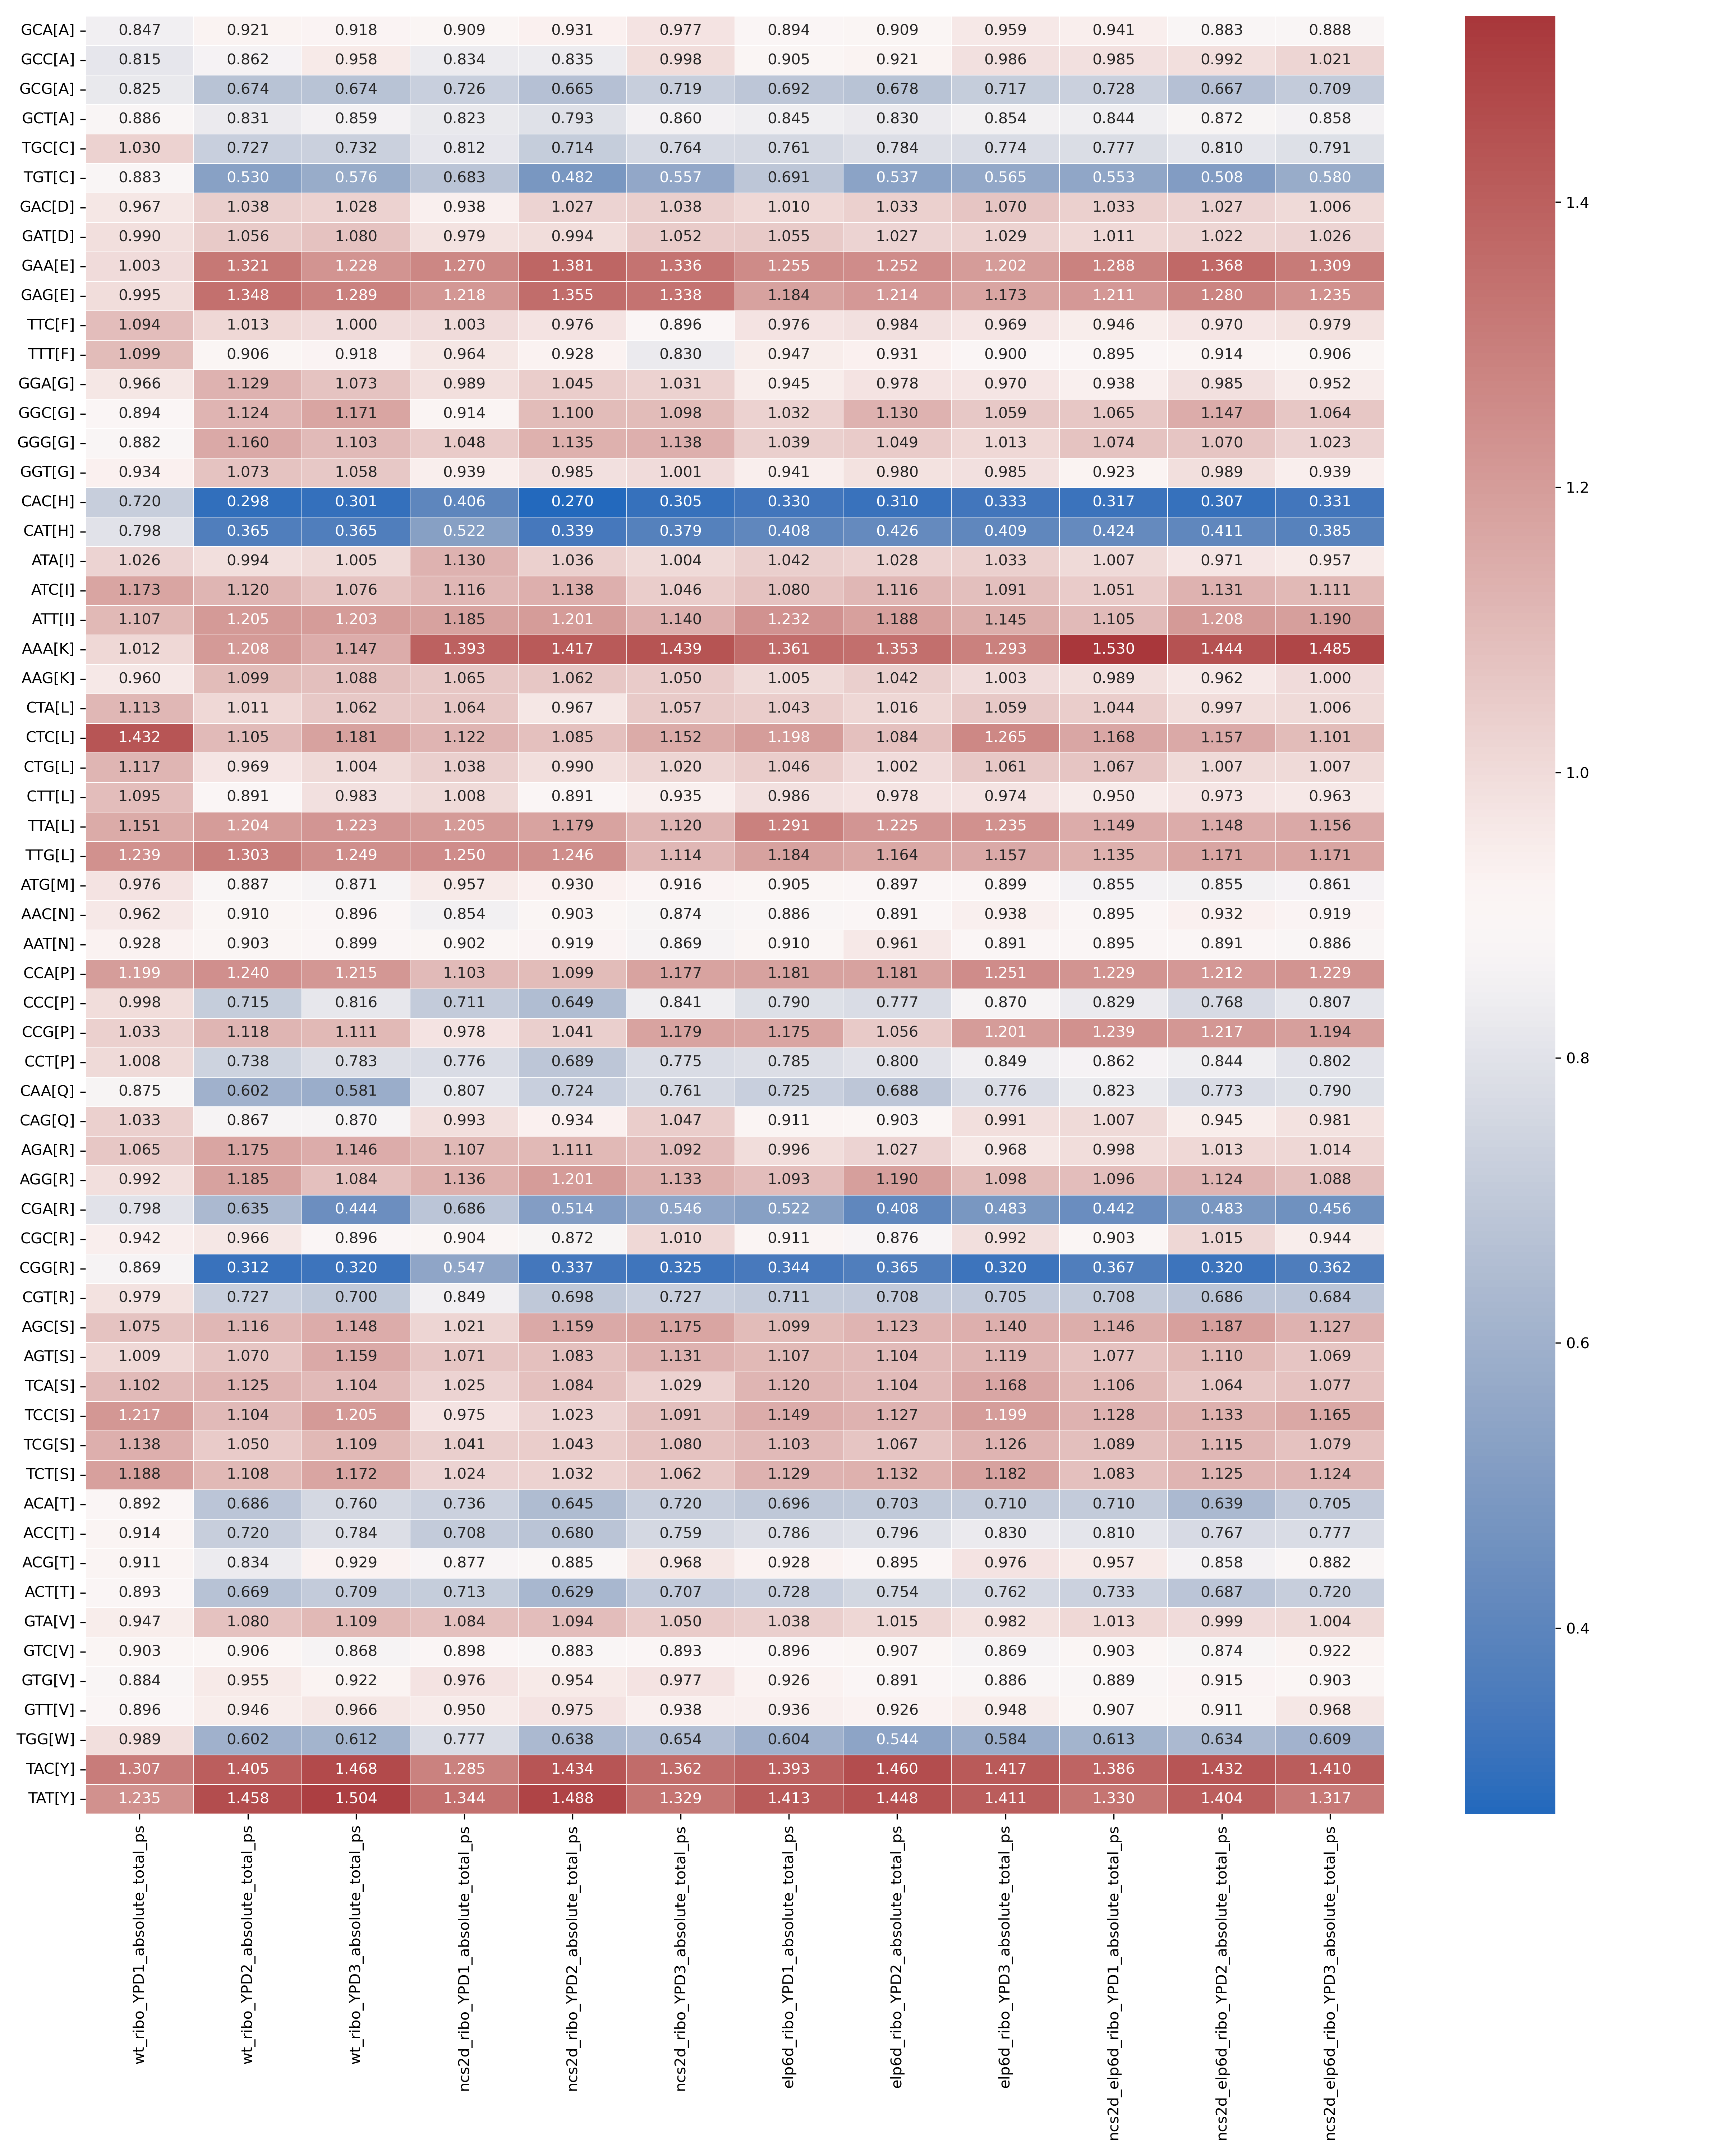 GCA[A] 0.847 0.921 0.918 0.909 0.931 0.977 0.894 0.909 0.959 0.941 0.883 0.888
GCC[A] 0.815 0.862 0.958 0.834 0.835 0.998 0.905 0.921 0.986 0.985 0.992 1.021
GCG[A] 0.825 0.674 0.674 0.726 0.665 0.719 0.692 0.678 0.717 0.728 0.667 0.709
GCT[A] 0.886 0.831 0.859 0.823 0.793 0.860 0.845 0.830 0.854 0.844 0.872 0.858
TGC[C] 1.030 0.727 0.732 0.812 0.714 0.764 0.761 0.784 0.774 0.777 0.810 0.791
TGT[C] 0.883 0.530 0.576 0.683 0.482 0.557 0.691 0.537 0.565 0.553 0.508 0.580
GAC[D] 0.967 1.038 1.028 0.938 1.027 1.038 1.010 1.033 1.070 1.033 1.027 1.006
GAT[D] 0.990 1.056 1.080 0.979 0.994 1.052 1.055 1.027 1.029 1.011 1.022 1.026
GAA[E] 1.003 1.321 1.228 1.270 1.381 1.336 1.255 1.252 1.202 1.288 1.368 1.309
GAG[E] 0.995 1.348 1.289 1.218 1.355 1.338 1.184 1.214 1.173 1.211 1.280 1.235
TTC[F] 1.094 1.013 1.000 1.003 0.976 0.896 0.976 0.984 0.969 0.946 0.970 0.979
TTT[F] 1.099 0.906 0.918 0.964 0.928 0.830 0.947 0.931 0.900 0.895 0.914 0.906
GGA[G] 0.966 1.129 1.073 0.989 1.045 1.031 0.945 0.978 0.970 0.938 0.985 0.952
GGC[G] 0.894 1.124 1.171 0.914 1.100 1.098 1.032 1.130 1.059 1.065 1.147 1.064
GGG[G] 0.882 1.160 1.103 1.048 1.135 1.138 1.039 1.049 1.013 1.074 1.070 1.023
GGT[G] 0.934 1.073 1.058 0.939 0.985 1.001 0.941 0.980 0.985 0.923 0.989 0.939
CAC[H] 0.720 0.298 0.301 0.406 0.270 0.305 0.330 0.310 0.333 0.317 0.307 0.331
CAT[H] 0.798 0.365 0.365 0.522 0.339 0.379 0.408 0.426 0.409 0.424 0.411 0.385
ATA[I] 1.026 0.994 1.005 1.130 1.036 1.004 1.042 1.028 1.033 1.007 0.971 0.957
ATC[I] 1.173 1.120 1.076 1.116 1.138 1.046 1.080 1.116 1.091 1.051 1.131 1.111
ATT[I] 1.107 1.205 1.203 1.185 1.201 1.140 1.232 1.188 1.145 1.105 1.208 1.190
AAA[K] 1.012 1.208 1.147 1.393 1.417 1.439 1.361 1.353 1.293 1.530 1.444 1.485
AAG[K] 0.960 1.099 1.088 1.065 1.062 1.050 1.005 1.042 1.003 0.989 0.962 1.000
CTA[L] 1.113 1.011 1.062 1.064 0.967 1.057 1.043 1.016 1.059 1.044 0.997 1.006
CTC[L] 1.432 1.105 1.181 1.122 1.085 1.152 1.198 1.084 1.265 1.168 1.157 1.101
CTG[L] 1.117 0.969 1.004 1.038 0.990 1.020 1.046 1.002 1.061 1.067 1.007 1.007
CTT[L] 1.095 0.891 0.983 1.008 0.891 0.935 0.986 0.978 0.974 0.950 0.973 0.963
TTA[L] 1.151 1.204 1.223 1.205 1.179 1.120 1.291 1.225 1.235 1.149 1.148 1.156
TTG[L] 1.239 1.303 1.249 1.250 1.246 1.114 1.184 1.164 1.157 1.135 1.171 1.171
ATG[M] 0.976 0.887 0.871 0.957 0.930 0.916 0.905 0.897 0.899 0.855 0.855 0.861
AAC[N] 0.962 0.910 0.896 0.854 0.903 0.874 0.886 0.891 0.938 0.895 0.932 0.919
AAT[N] 0.928 0.903 0.899 0.902 0.919 0.869 0.910 0.961 0.891 0.895 0.891 0.886
CCA[P] 1.199 1.240 1.215 1.103 1.099 1.177 1.181 1.181 1.251 1.229 1.212 1.229
CCC[P] 0.998 0.715 0.816 0.711 0.649 0.841 0.790 0.777 0.870 0.829 0.768 0.807
CCG[P] 1.033 1.118 1.111 0.978 1.041 1.179 1.175 1.056 1.201 1.239 1.217 1.194
CCT[P] 1.008 0.738 0.783 0.776 0.689 0.775 0.785 0.800 0.849 0.862 0.844 0.802
CAA[Q] 0.875 0.602 0.581 0.807 0.724 0.761 0.725 0.688 0.776 0.823 0.773 0.790
CAG[Q] 1.033 0.867 0.870 0.993 0.934 1.047 0.911 0.903 0.991 1.007 0.945 0.981
AGA[R] 1.065 1.175 1.146 1.107 1.111 1.092 0.996 1.027 0.968 0.998 1.013 1.014
AGG[R] 0.992 1.185 1.084 1.136 1.201 1.133 1.093 1.190 1.098 1.096 1.124 1.088
CGA[R] 0.798 0.635 0.444 0.686 0.514 0.546 0.522 0.408 0.483 0.442 0.483 0.456
CGC[R] 0.942 0.966 0.896 0.904 0.872 1.010 0.911 0.876 0.992 0.903 1.015 0.944
CGG[R] 0.869 0.312 0.320 0.547 0.337 0.325 0.344 0.365 0.320 0.367 0.320 0.362
CGT[R] 0.979 0.727 0.700 0.849 0.698 0.727 0.711 0.708 0.705 0.708 0.686 0.684
AGC[S] 1.075 1.116 1.148 1.021 1.159 1.175 1.099 1.123 1.140 1.146 1.187 1.127
AGT[S] 1.009 1.070 1.159 1.071 1.083 1.131 1.107 1.104 1.119 1.077 1.110 1.069
TCA[S] 1.102 1.125 1.104 1.025 1.084 1.029 1.120 1.104 1.168 1.106 1.064 1.077
TCC[S] 1.217 1.104 1.205 0.975 1.023 1.091 1.149 1.127 1.199 1.128 1.133 1.165
TCG[S] 1.138 1.050 1.109 1.041 1.043 1.080 1.103 1.067 1.126 1.089 1.115 1.079
TCT[S] 1.188 1.108 1.172 1.024 1.032 1.062 1.129 1.132 1.182 1.083 1.125 1.124
ACA[T] 0.892 0.686 0.760 0.736 0.645 0.720 0.696 0.703 0.710 0.710 0.639 0.705
ACC[T] 0.914 0.720 0.784 0.708 0.680 0.759 0.786 0.796 0.830 0.810 0.767 0.777
ACG[T] 0.911 0.834 0.929 0.877 0.885 0.968 0.928 0.895 0.976 0.957 0.858 0.882
ACT[T] 0.893 0.669 0.709 0.713 0.629 0.707 0.728 0.754 0.762 0.733 0.687 0.720
GTA[V] 0.947 1.080 1.109 1.084 1.094 1.050 1.038 1.015 0.982 1.013 0.999 1.004
GTC[V] 0.903 0.906 0.868 0.898 0.883 0.893 0.896 0.907 0.869 0.903 0.874 0.922
GTG[V] 0.884 0.955 0.922 0.976 0.954 0.977 0.926 0.891 0.886 0.889 0.915 0.903
GTT[V] 0.896 0.946 0.966 0.950 0.975 0.938 0.936 0.926 0.948 0.907 0.911 0.968
TGG[W] 0.989 0.602 0.612 0.777 0.638 0.654 0.604 0.544 0.584 0.613 0.634 0.609
TAC[Y] 1.307 1.405 1.468 1.285 1.434 1.362 1.393 1.460 1.417 1.386 1.432 1.410
TAT[Y] 1.235 1.458 1.504 1.344 1.488 1.329 1.413 1.448 1.411 1.330 1.404 1.317
wt_ribo_YPD1_absolute_total_ps
wt_ribo_YPD2_absolute_total_ps
wt_ribo_YPD3_absolute_total_ps
ncs2d_ribo_YPD1_absolute_total_ps
ncs2d_ribo_YPD2_absolute_total_ps
ncs2d_ribo_YPD3_absolute_total_ps
elp6d_ribo_YPD1_absolute_total_ps
elp6d_ribo_YPD2_absolute_total_ps
elp6d_ribo_YPD3_absolute_total_ps
ncs2d_elp6d_ribo_YPD1_absolute_total_ps
ncs2d_elp6d_ribo_YPD2_absolute_total_ps
ncs2d_elp6d_ribo_YPD3_absolute_total_ps
1.4
1.2
1.0
0.8
0.6
0.4